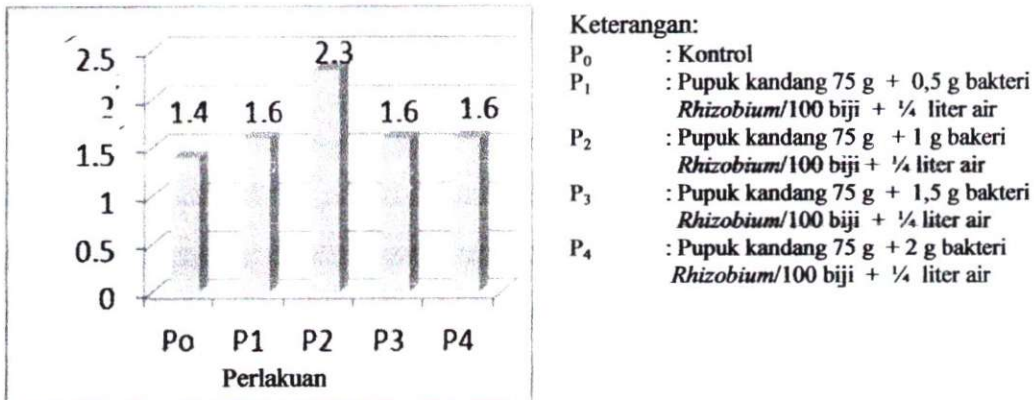 2.5
2
1.5
1
0.5
0
1.4 1.6 2.3 1.6 1.6
Po P1 P2 P3 P4
Perlakuan
Keterangan:
P₀ : Kontrol
P₁ : Pupuk kandang 75 g + 0,5 g bakteri
Rhizobium/100 biji + ¼ liter air
P₂ : Pupuk kandang 75 g + 1 g bakeri
Rhizobium/100 biji + ¼ liter air
P₃ : Pupuk kandang 75 g + 1,5 g bakteri
Rhizobium/100 biji + ¼ liter air
P₄ : Pupuk kandang 75 g + 2 g bakteri
Rhizobium/100 biji + ¼ liter air